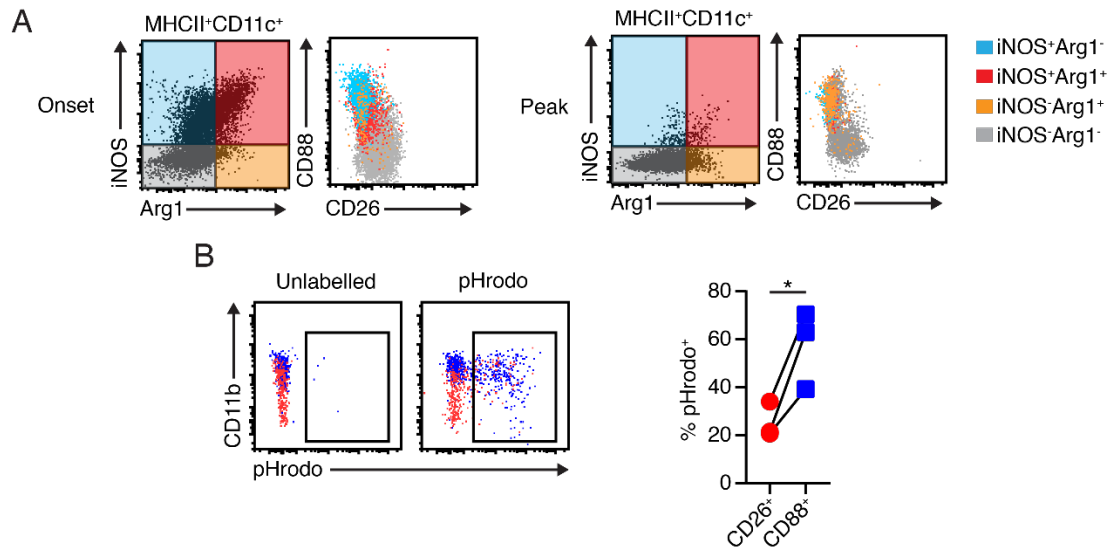 A
MHCII⁺CD11c⁺
Onset
iNOS
Arg1
CD88
CD26
MHCII⁺CD11c⁺
Peak
iNOS
Arg1
CD88
CD26
iNOS⁺Arg1⁻
iNOS⁺Arg1⁺
iNOS⁻Arg1⁺
iNOS⁻Arg1⁻
B
Unlabelled
pHrodo
CD11b
pHrodo
% pHrodo⁺
80
60
40
20
0
*
CD26⁺
CD88⁺